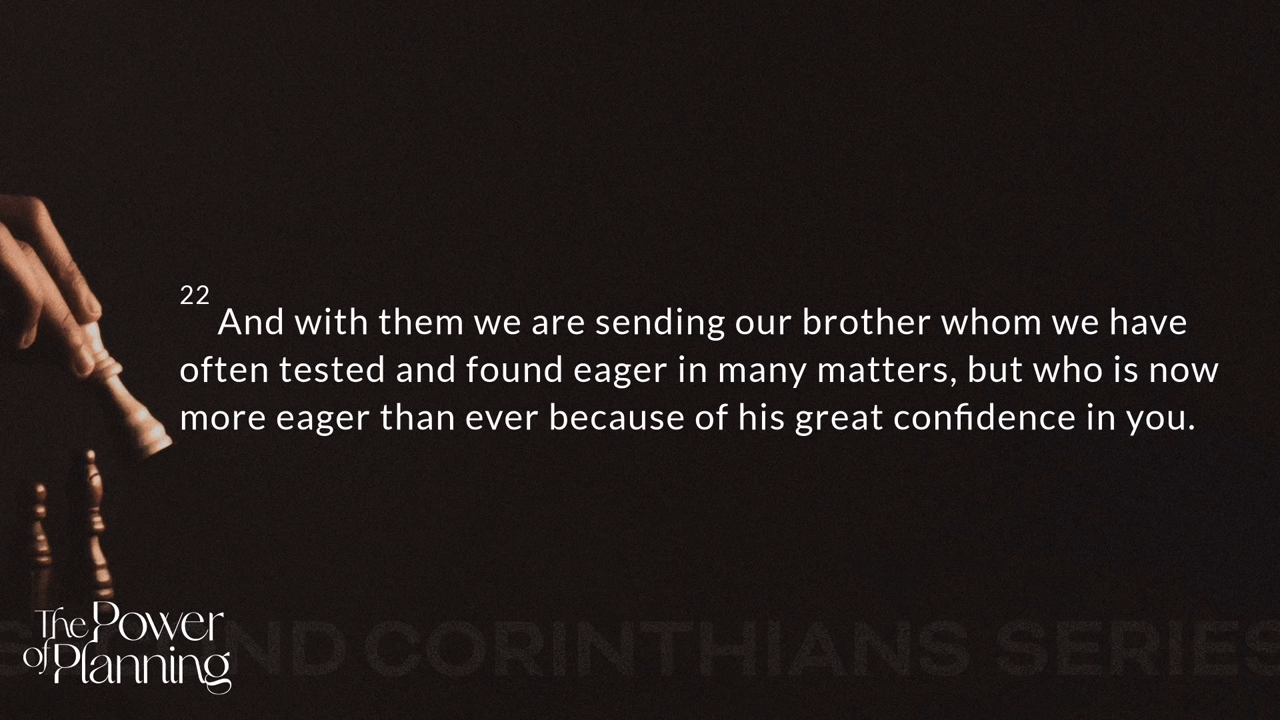 22
And with them we are sending our brother whom we have
often tested and found eager in many matters, but who is now
more eager than ever because of his great confidence in you.
The Power
of Planning
ND CORINTHIANS SERIES